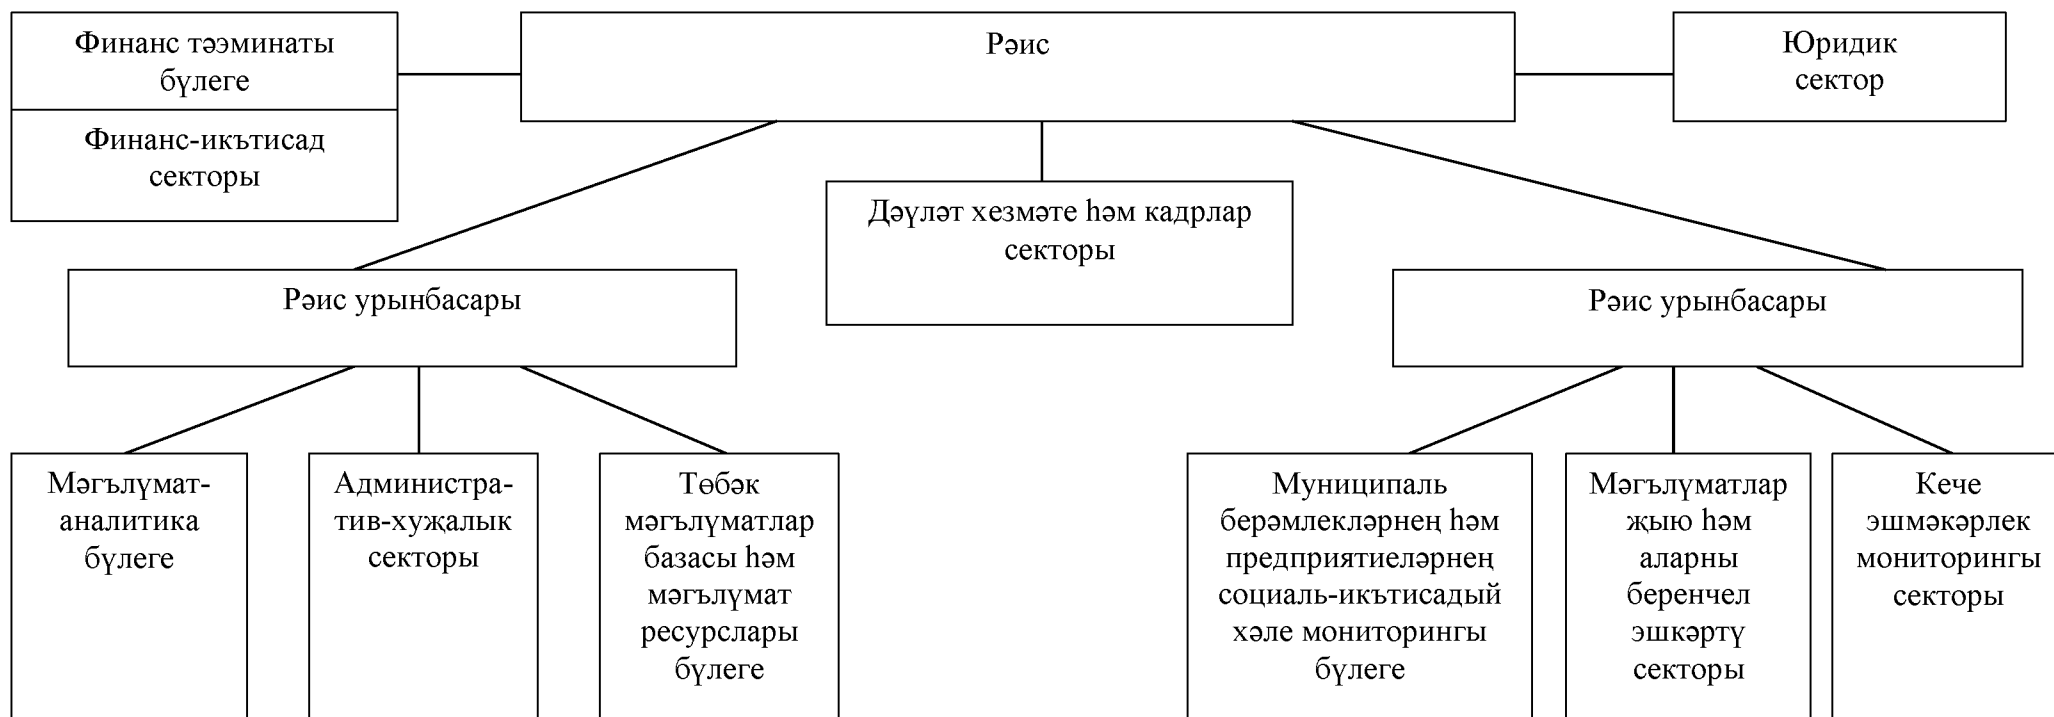 Финанс тәэминаты
бүлеге
Финанс-икътисад
секторы
Рәис
Юридик
сектор
Дәүләт хезмәте һәм кадрлар
секторы
Рәис урынбасары
Рәис урынбасары
Мәгълүмат-
аналитика
бүлеге
Администра-
тив-хуҗалык
секторы
Төбәк
мәгълүматлар
базасы һәм
мәгълүмат
ресурслары
бүлеге
Муниципаль
берәмлекләрнең һәм
предприятиеләрнең
социаль-икътисадый
хәле мониторингы
бүлеге
Мәгълүматлар
җыю һәм
аларны
беренчел
эшкәртү
секторы
Кече
эшмәкәрлек
мониторингы
секторы